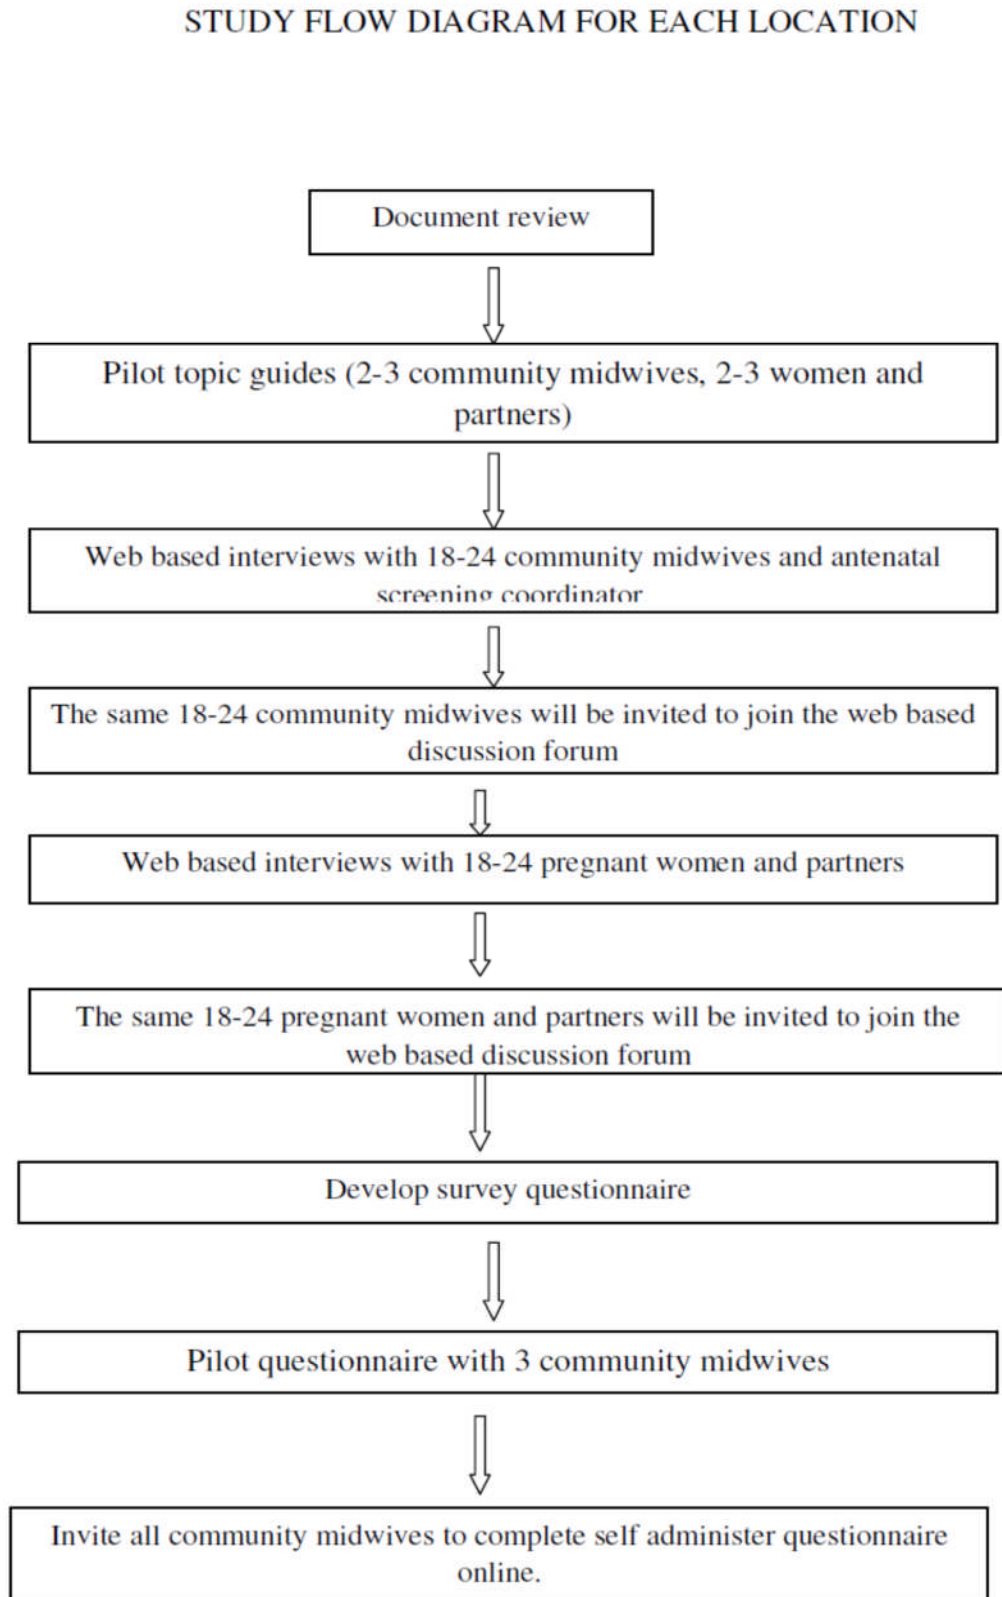 STUDY FLOW DIAGRAM FOR EACH LOCATION
Document review
Pilot topic guides (2-3 community midwives, 2-3 women and
partners)
Web based interviews with 18-24 community midwives and antenatal
screening coordinator
The same 18-24 community midwives will be invited to join the web based
discussion forum
Web based interviews with 18-24 pregnant women and partners
The same 18-24 pregnant women and partners will be invited to join the
web based discussion forum
Develop survey questionnaire
Pilot questionnaire with 3 community midwives
Invite all community midwives to complete self administer questionnaire
online.